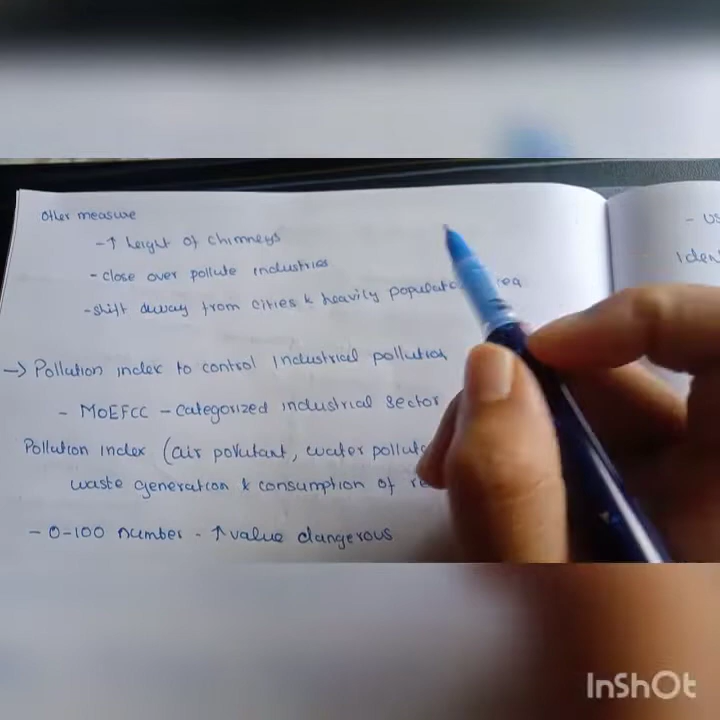 Other measure
- ↑ height of chimneys
- close over pollute industries
- shift away from cities & heavily
→ Pollution index to control industrial pollution
- MOEFCC - categorized industrial sector
Pollution index (air pollutant, water
waste generation & consumption of
- 0-100 number - ↑ value dangerous
InShOt